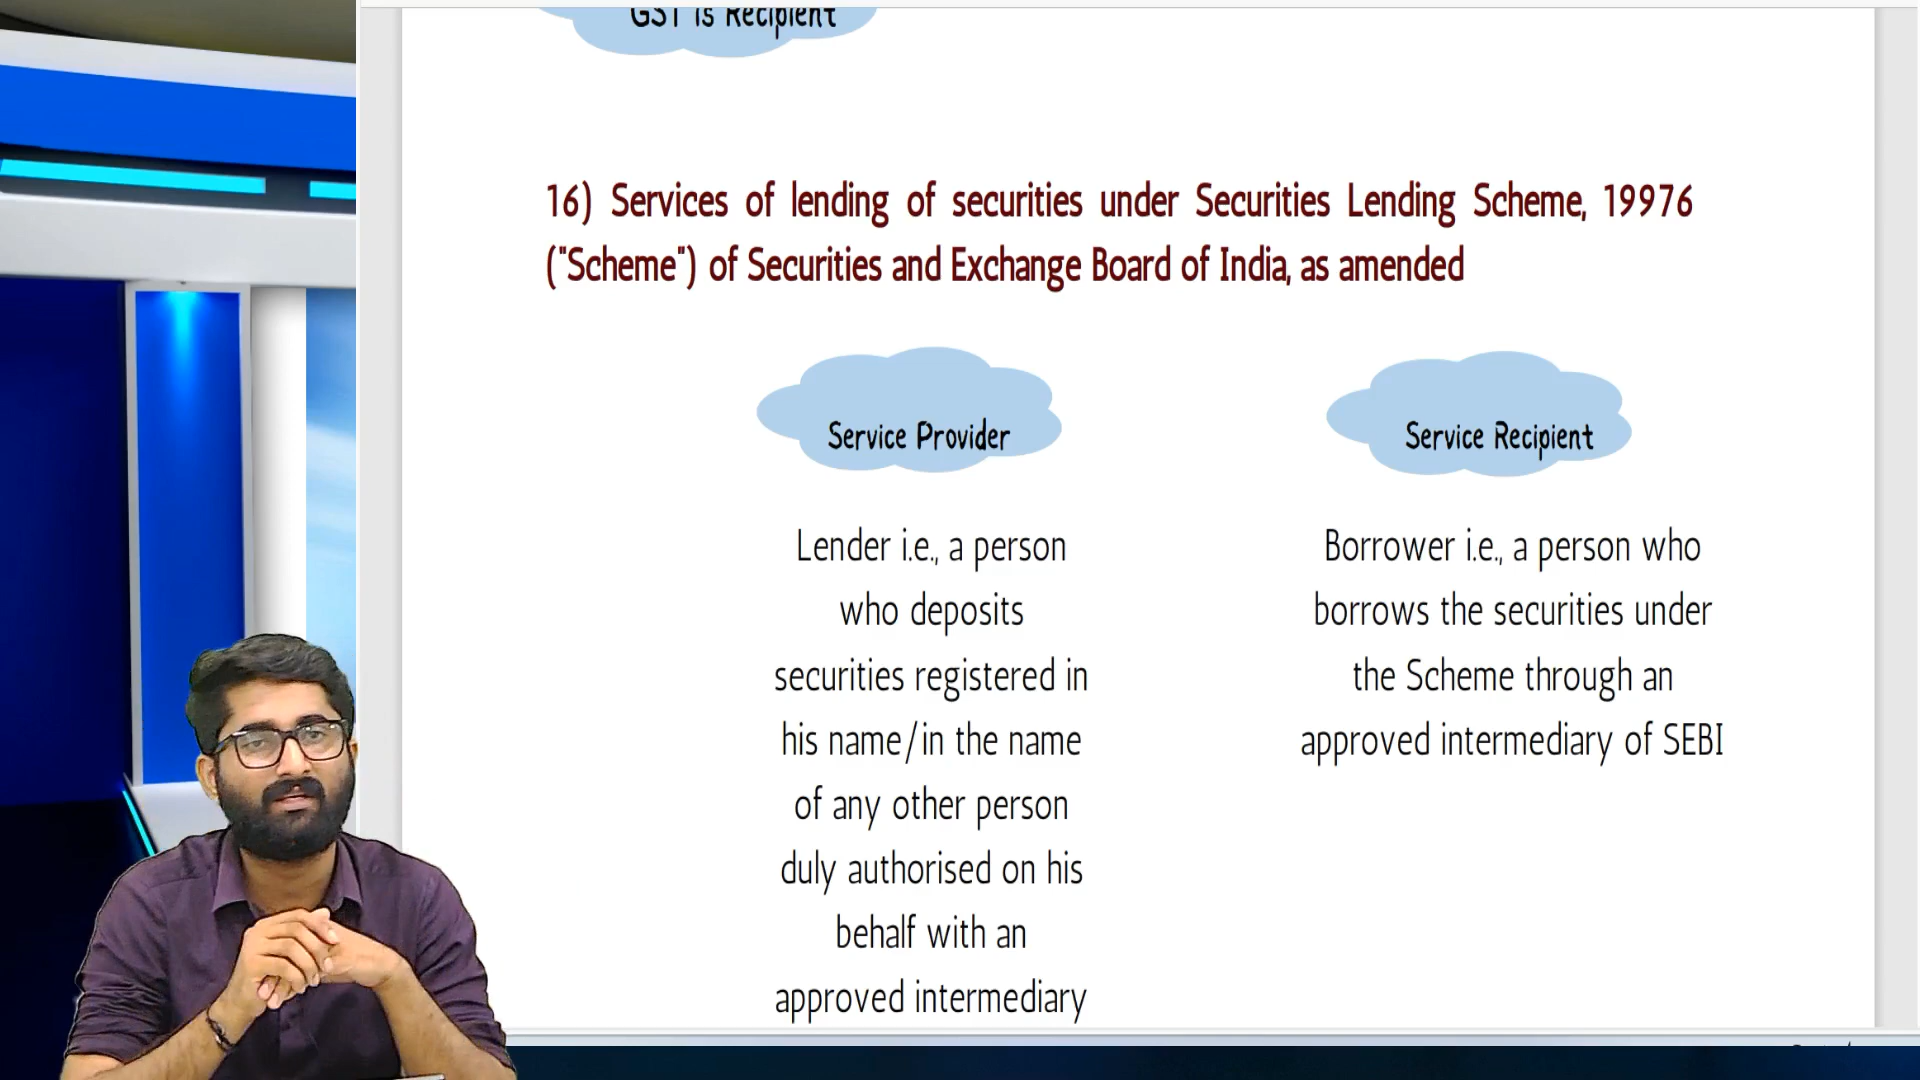 GST is Recipient
16) Services of lending of securities under Securities Lending Scheme, 19976
("Scheme") of Securities and Exchange Board of India, as amended
Service Provider
Lender i.e., a person
who deposits
securities registered in
his name/in the name
of any other person
duly authorised on his
behalf with an
approved intermediary
Service Recipient
Borrower i.e., a person who
borrows the securities under
the Scheme through an
approved intermediary of SEBI